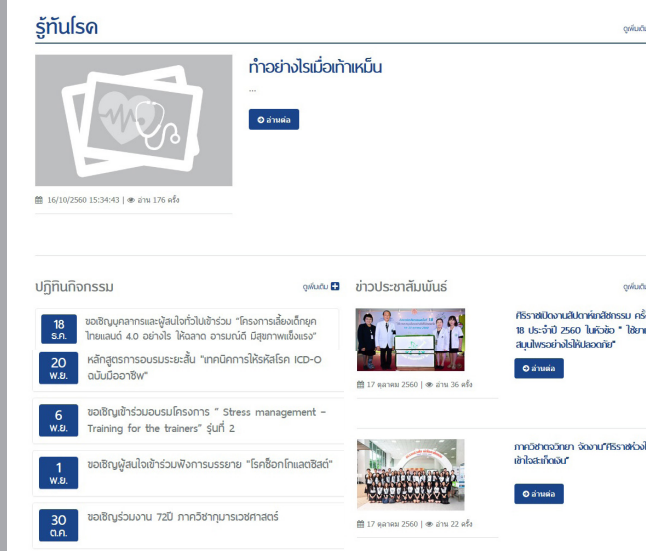 รู้ทันโรค
ดูเพิ่มเติม
ทำอย่างไรเมื่อเท้าเหม็น
...
อ่านต่อ
16/10/2560 15:34:43 | อ่าน 176 ครั้ง
ปฏิทินกิจกรรม
ดูเพิ่มเติม
18 ธ.ค.
ขอเชิญบุคลากรและผู้สนใจทั่วไปเข้าร่วม "โครงการเลี้ยงเด็กยุค
ไทยแลนด์ 4.0 อย่างไร ให้ฉลาด อารมณ์ดี มีสุขภาพแข็งแรง"
20 พ.ย.
หลักสูตรการอบรมระยะสั้น "เทคนิคการให้รหัสโรค ICD-O
ฉบับมืออาชีพ"
6 พ.ย.
ขอเชิญเข้าร่วมอบรมโครงการ " Stress management -
Training for the trainers" รุ่นที่ 2
1 พ.ย.
ขอเชิญผู้สนใจเข้าร่วมฟังการบรรยาย "โรคช็อกโกแลตซีสต์"
30 ต.ค.
ขอเชิญร่วมงาน 72ปี ภาควิชากุมารเวชศาสตร์
ข่าวประชาสัมพันธ์
ดูเพิ่มเติม
ศิริราชเปิดงานสัปดาห์เภสัชกรรม ครั้ง
18 ประจำปี 2560 ในหัวข้อ " ใช้ยาแ
สมุนไพรอย่างไรให้ปลอดภัย"
อ่านต่อ
17 ตุลาคม 2560 | อ่าน 36 ครั้ง
ภาควิชาตจวิทยา จัดงาน"ศิริราชห่วงใย
เข้าใจสะเก็ดเงิน"
อ่านต่อ
17 ตุลาคม 2560 | อ่าน 22 ครั้ง